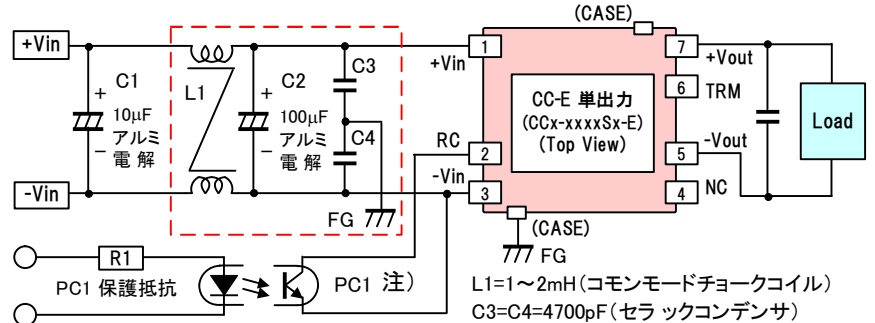 (CASE)
+Vin
C1
+
10μF
アルミ
電 解
−
L1
C2
+
100μF
アルミ
電 解
−
C3
C4
FG
-Vin
+Vin
RC
-Vin
1
2
3
CC-E 単出力
(CCx-xxxxSx-E)
(Top View)
7
6
5
4
+Vout
TRM
-Vout
NC
Load
(CASE)
FG
R1
PC1 保護抵抗
PC1 注)
L1=1～2mH(コモンモードチョークコイル)
C3=C4=4700pF(セラ ックコンデンサ)